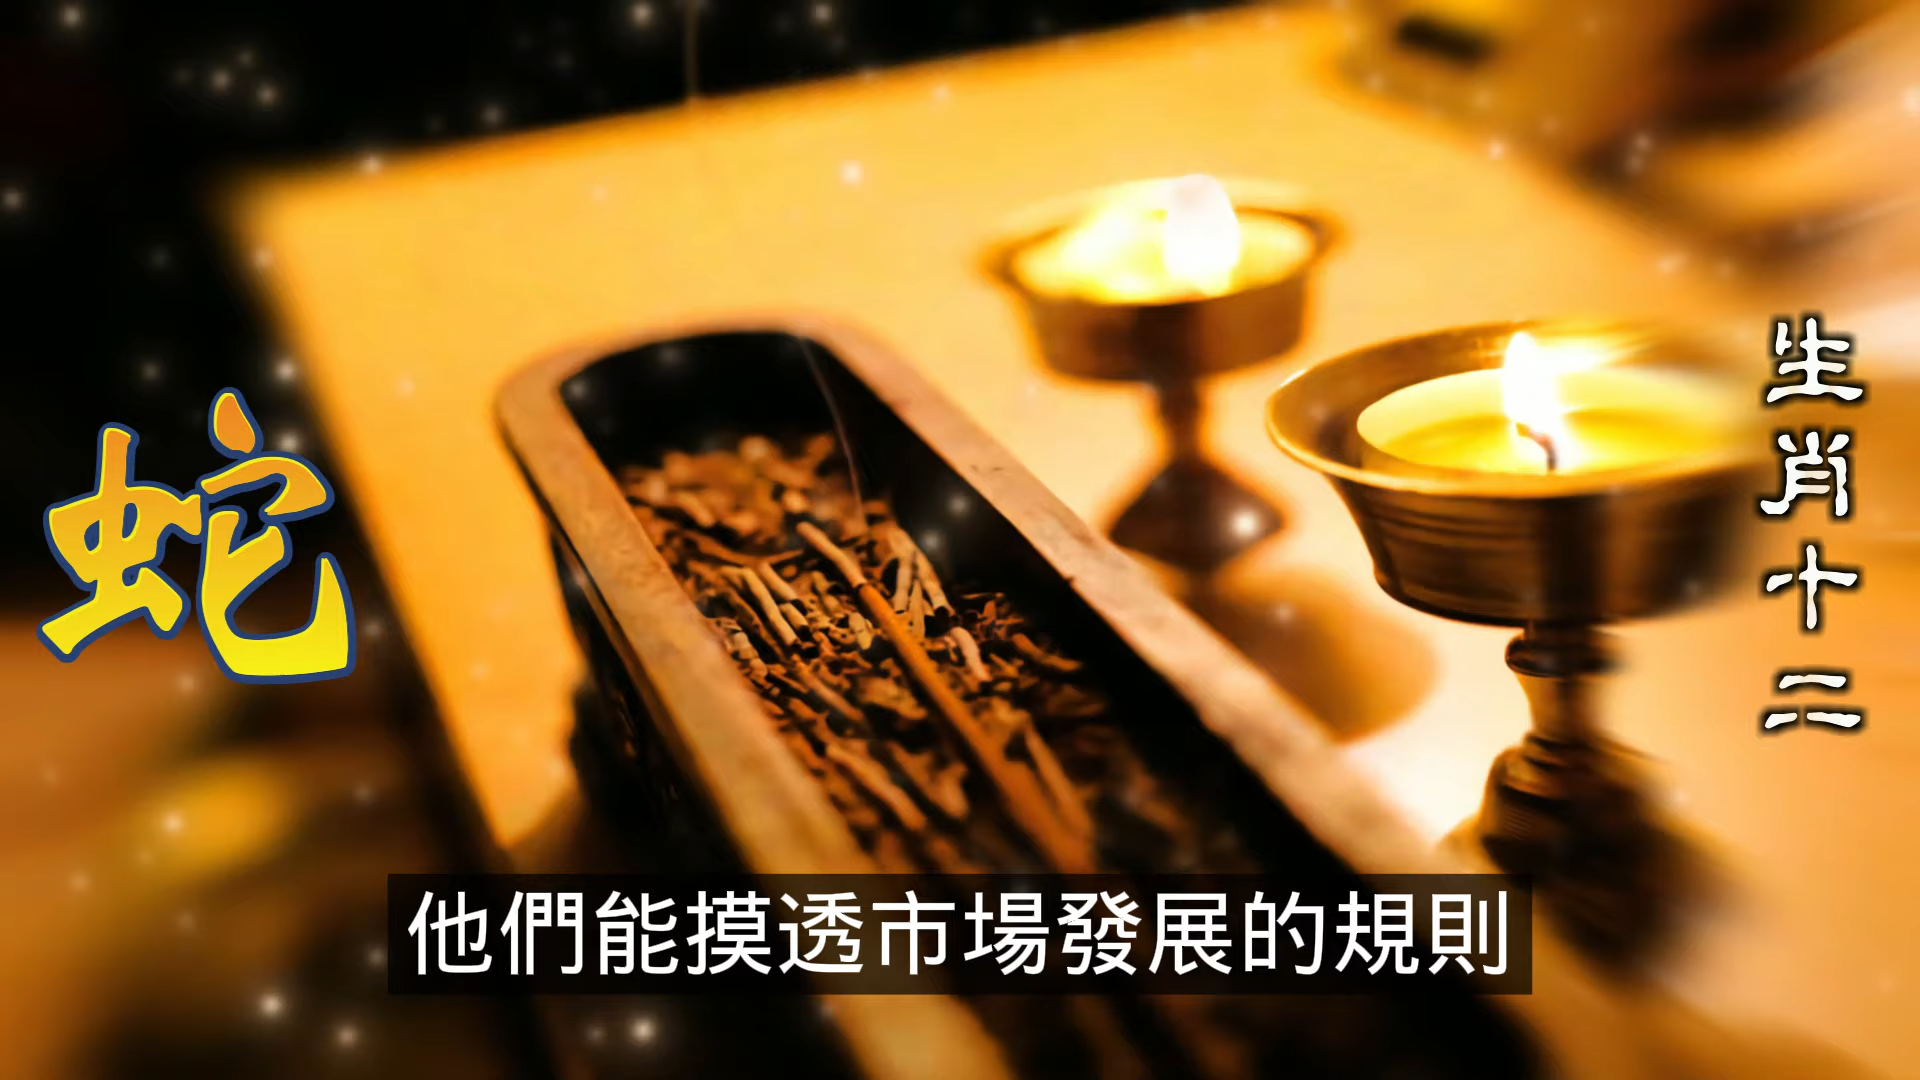 蛇
生肖十二
他們能摸透市場發展的規則